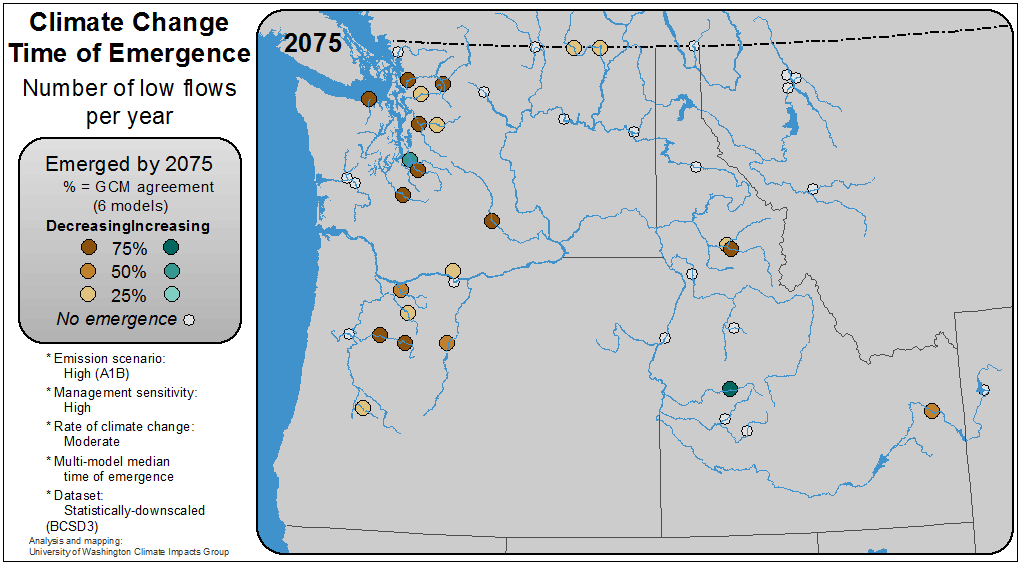 Climate Change
Time of Emergence
Number of low flows
per year
2075
Emerged by 2075
% = GCM agreement
(6 models)
DecreasingIncreasing
75%
50%
25%
No emergence
* Emission scenario:
High (A1B)
* Management sensitivity:
High
* Rate of climate change:
Moderate
* Multi-model median
time of emergence
* Dataset:
Statistically-downscaled
(BCSD3)
Analysis and mapping:
University of Washington Climate Impacts Group